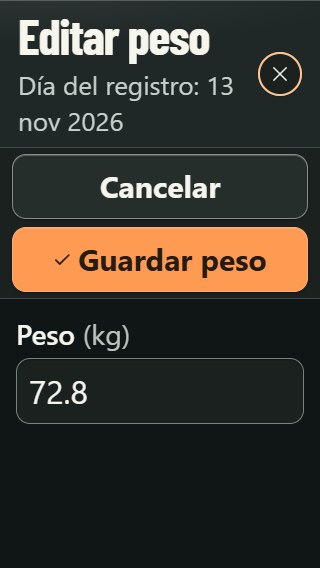 Editar peso
Día del registro: 13
nov 2026
Cancelar
Guardar peso
Peso (kg)
72.8